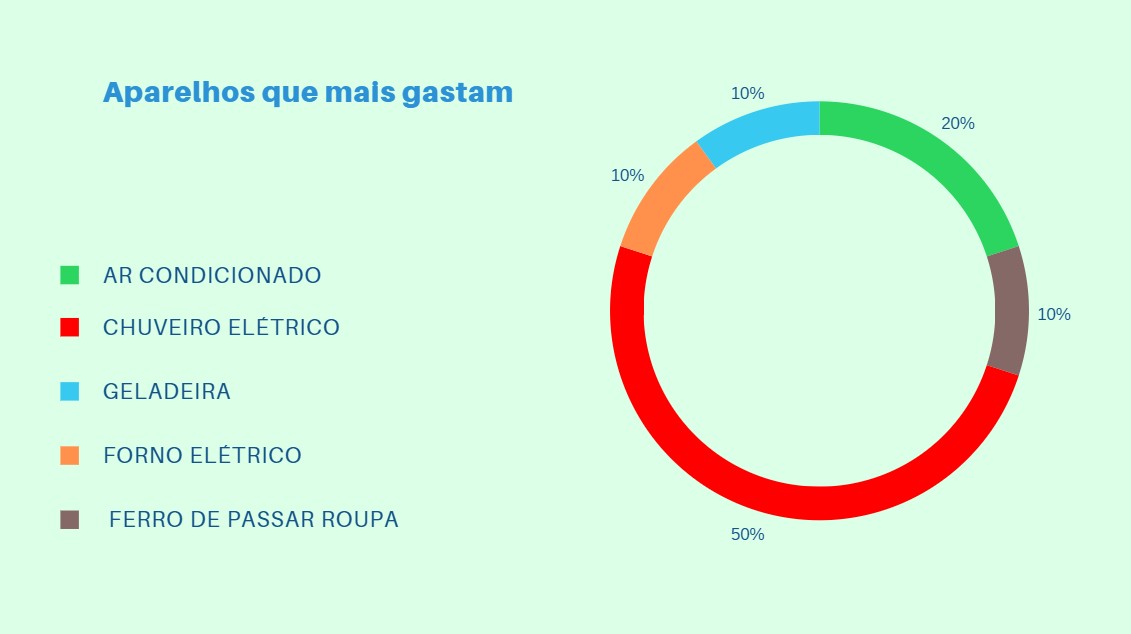 Aparelhos que mais gastam
AR CONDICIONADO
CHUVEIRO ELÉTRICO
GELADEIRA
FORNO ELÉTRICO
FERRO DE PASSAR ROUPA
10%
20%
10%
10%
50%